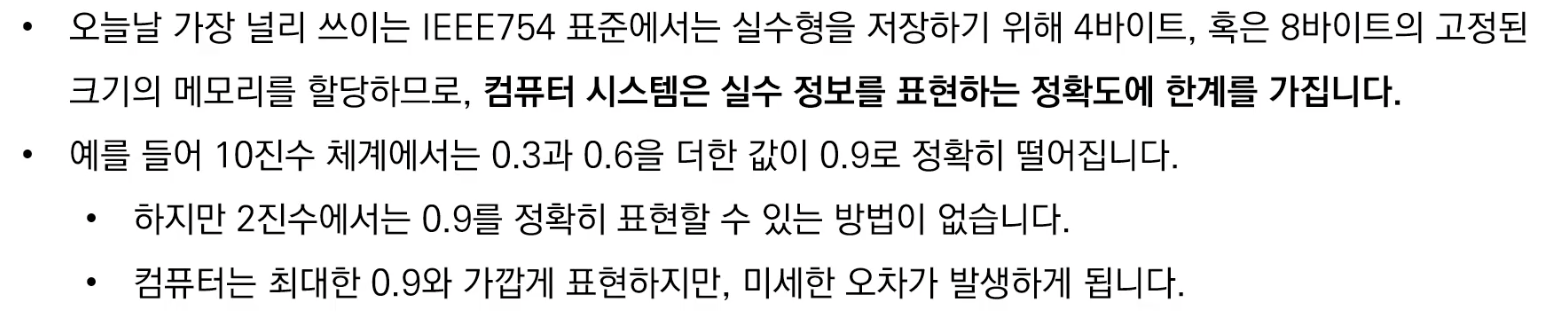 • 오늘날 가장 널리 쓰이는 IEEE754 표준에서는 실수형을 저장하기 위해 4바이트, 혹은 8바이트의 고정된
크기의 메모리를 할당하므로, 컴퓨터 시스템은 실수 정보를 표현하는 정확도에 한계를 가집니다.
• 예를 들어 10진수 체계에서는 0.3과 0.6을 더한 값이 0.9로 정확히 떨어집니다.
• 하지만 2진수에서는 0.9를 정확히 표현할 수 있는 방법이 없습니다.
• 컴퓨터는 최대한 0.9와 가깝게 표현하지만, 미세한 오차가 발생하게 됩니다.